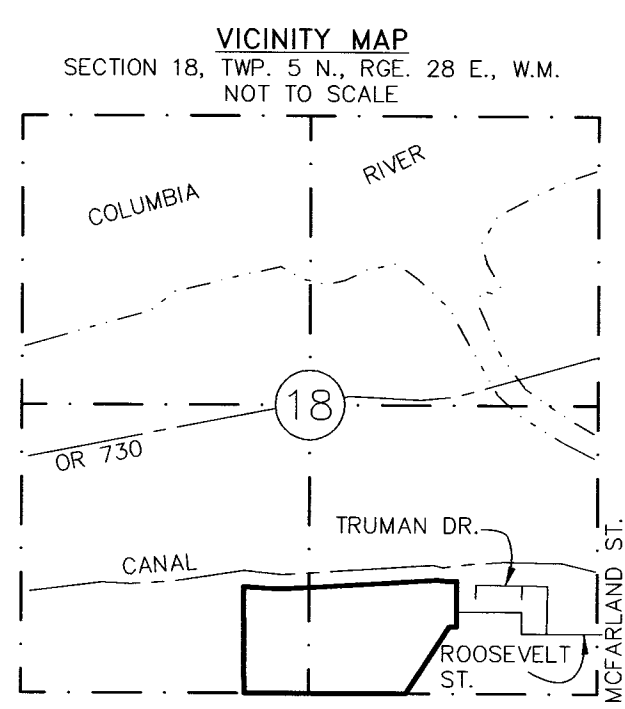 VICINITY MAP
SECTION 18, TWP. 5 N., RGE. 28 E., W.M.
NOT TO SCALE
COLUMBIA
RIVER
18
OR 730
TRUMAN DR.
CANAL
MCFARLAND ST.
ROOSEVELT
ST.